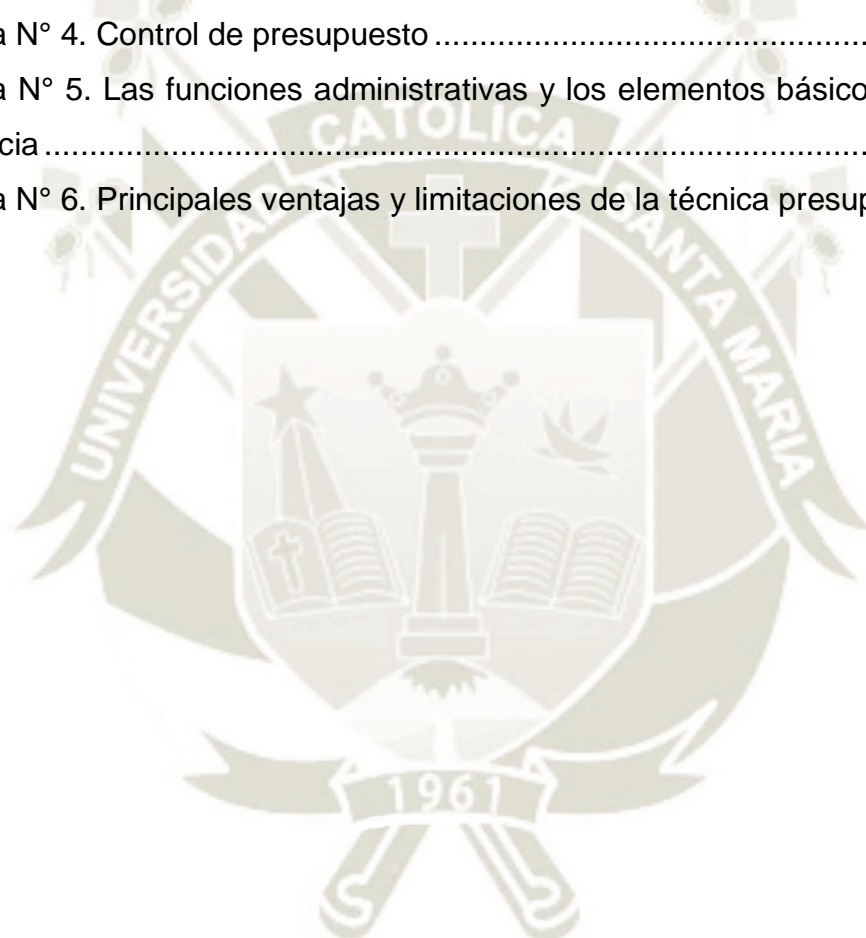 a N° 4. Control de presupuesto ..............................................
a N° 5. Las funciones administrativas y los elementos básico
cia ...........................................................................................
a N° 6. Principales ventajas y limitaciones de la técnica presup
UNIVERSIDAD CATOLICA SANTA MARIA
1961